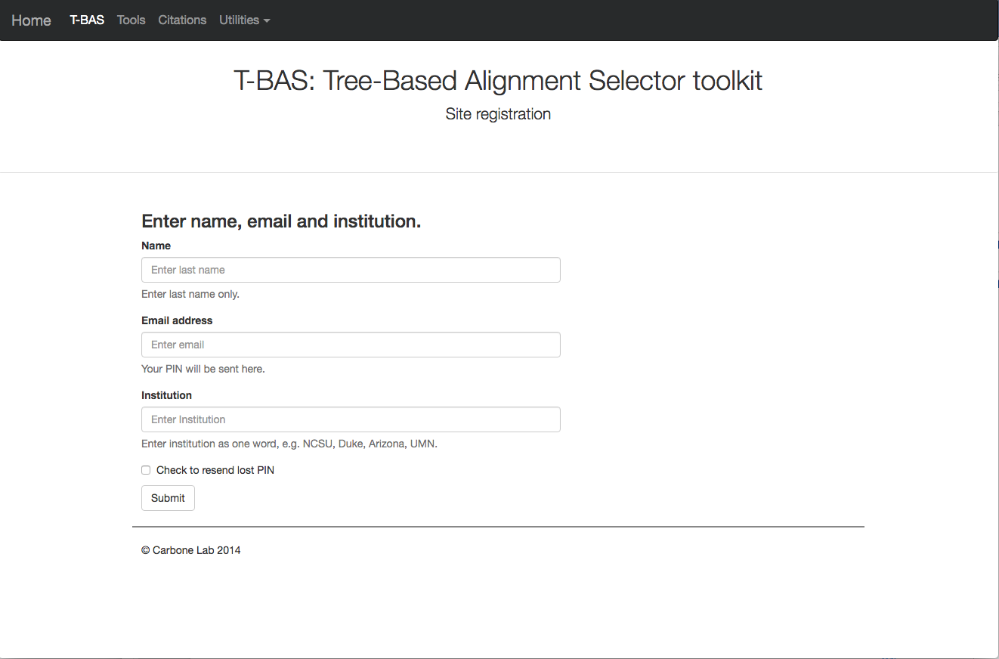 Home T-BAS Tools Citations Utilities
T-BAS: Tree-Based Alignment Selector toolkit
Site registration
Enter name, email and institution.
Name
Enter last name
Enter last name only.
Email address
Enter email
Your PIN will be sent here.
Institution
Enter Institution
Enter institution as one word, e.g. NCSU, Duke, Arizona, UMN.
Check to resend lost PIN
Submit
© Carbone Lab 2014